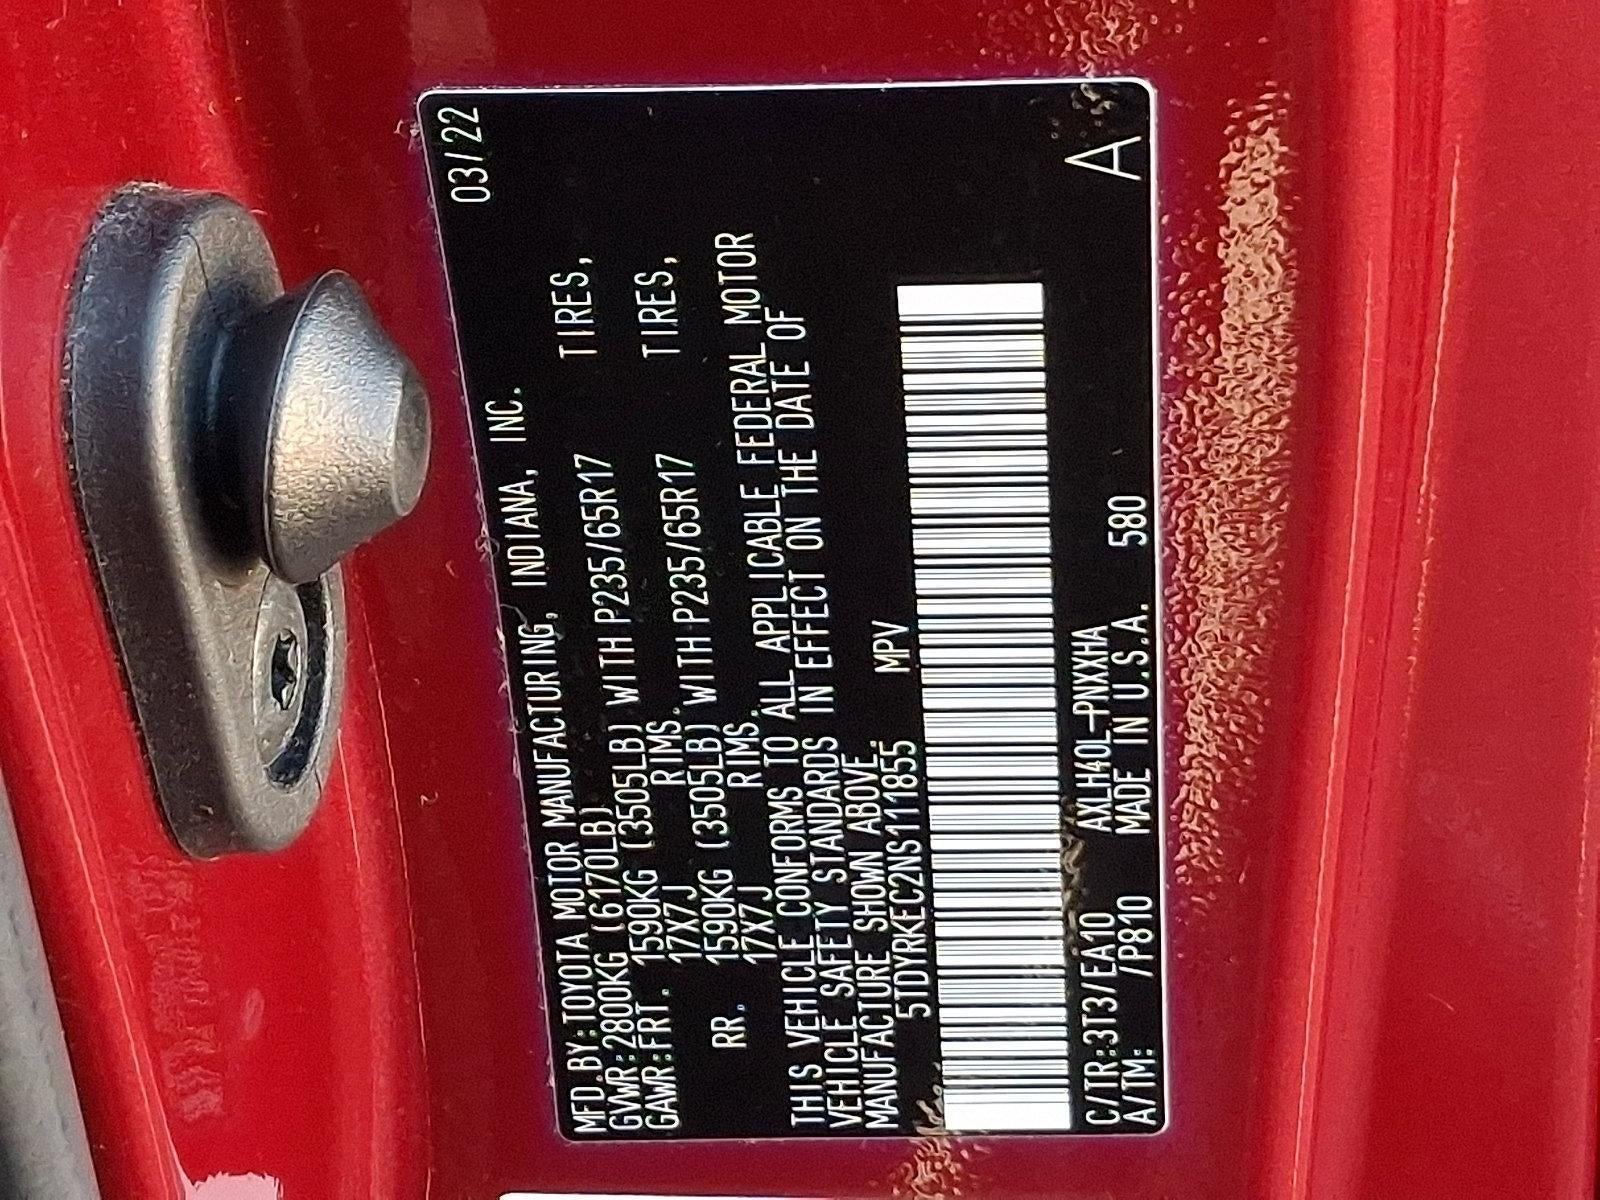 03/22
MFD.BY:TOYOTA MOTOR MANUFACTURING, INDIANA, INC.
GVWR:2800KG (6170LB)
GAWR:FRT. 1590KG (3505LB) WITH P235/65R17 TIRES,
17X7J RIMS.
RR. 1590KG (3505LB) WITH P235/65R17 TIRES,
17X7J RIMS.
THIS VEHICLE CONFORMS TO ALL APPLICABLE FEDERAL MOTOR
VEHICLE SAFETY STANDARDS IN EFFECT ON THE DATE OF
MANUFACTURE SHOWN ABOVE.
5TDYRKEC2NS111855 MPV
C/TR:3T3/EA10 AXLH40L-PNXXHA A
A/TM: /P810 MADE IN U.S.A. 580